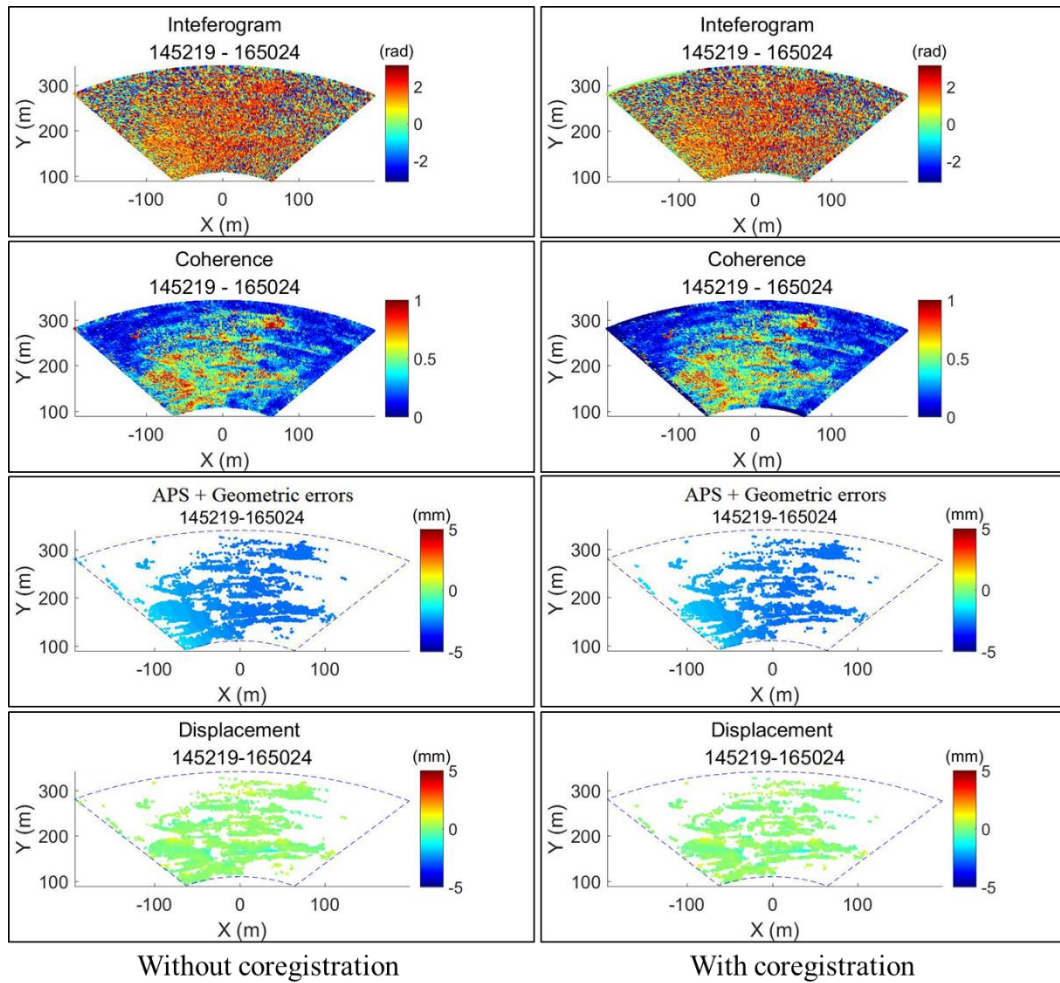 Inteferogram
145219 - 165024
(rad)
300
200
100
Y (m)
-100 0 100
X (m)
2
0
-2
Inteferogram
145219 - 165024
(rad)
300
200
100
Y (m)
-100 0 100
X (m)
2
0
-2
Coherence
145219 - 165024
300
200
100
Y (m)
-100 0 100
X (m)
1
0.5
0
Coherence
145219 - 165024
300
200
100
Y (m)
-100 0 100
X (m)
1
0.5
0
APS + Geometric errors
145219-165024
(mm)
300
200
100
Y (m)
-100 0 100
X (m)
5
0
-5
APS + Geometric errors
145219-165024
(mm)
300
200
100
Y (m)
-100 0 100
X (m)
5
0
-5
Displacement
145219-165024
(mm)
300
200
100
Y (m)
-100 0 100
X (m)
5
0
-5
Displacement
145219-165024
(mm)
300
200
100
Y (m)
-100 0 100
X (m)
5
0
-5
Without coregistration
With coregistration